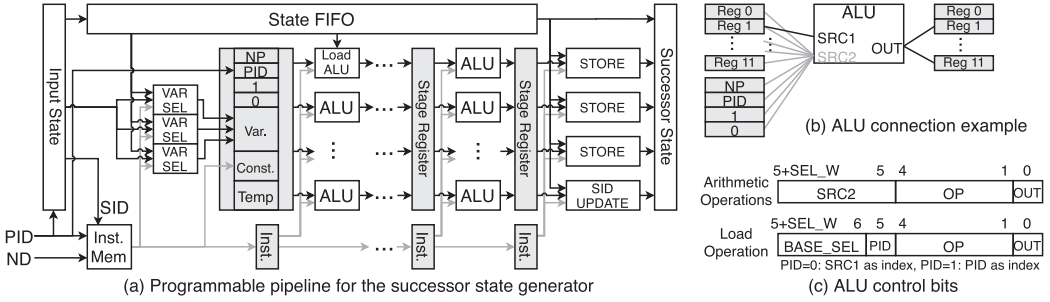 State FIFO
Input State
NP
PID
1
0
Var.
Const.
Temp
VAR
SEL
VAR
SEL
VAR
SEL
Load
ALU
ALU
ALU
...
Stage Register
ALU
ALU
ALU
Stage Register
STORE
STORE
STORE
SID
UPDATE
Successor State
SID
PID
ND
Inst.
Mem
Inst.
...
Inst.
Inst.
(a) Programmable pipeline for the successor state generator
Reg 0
Reg 1
Reg 11
NP
PID
1
0
ALU
SRC1
SRC2
OUT
Reg 0
Reg 1
Reg 11
(b) ALU connection example
5+SEL_W 5 4 1 0
Arithmetic
Operations
SRC2 OP OUT
5+SEL_W 6 5 4 1 0
Load
Operation
BASE_SEL PID OP OUT
PID=0: SRC1 as index, PID=1: PID as index
(c) ALU control bits